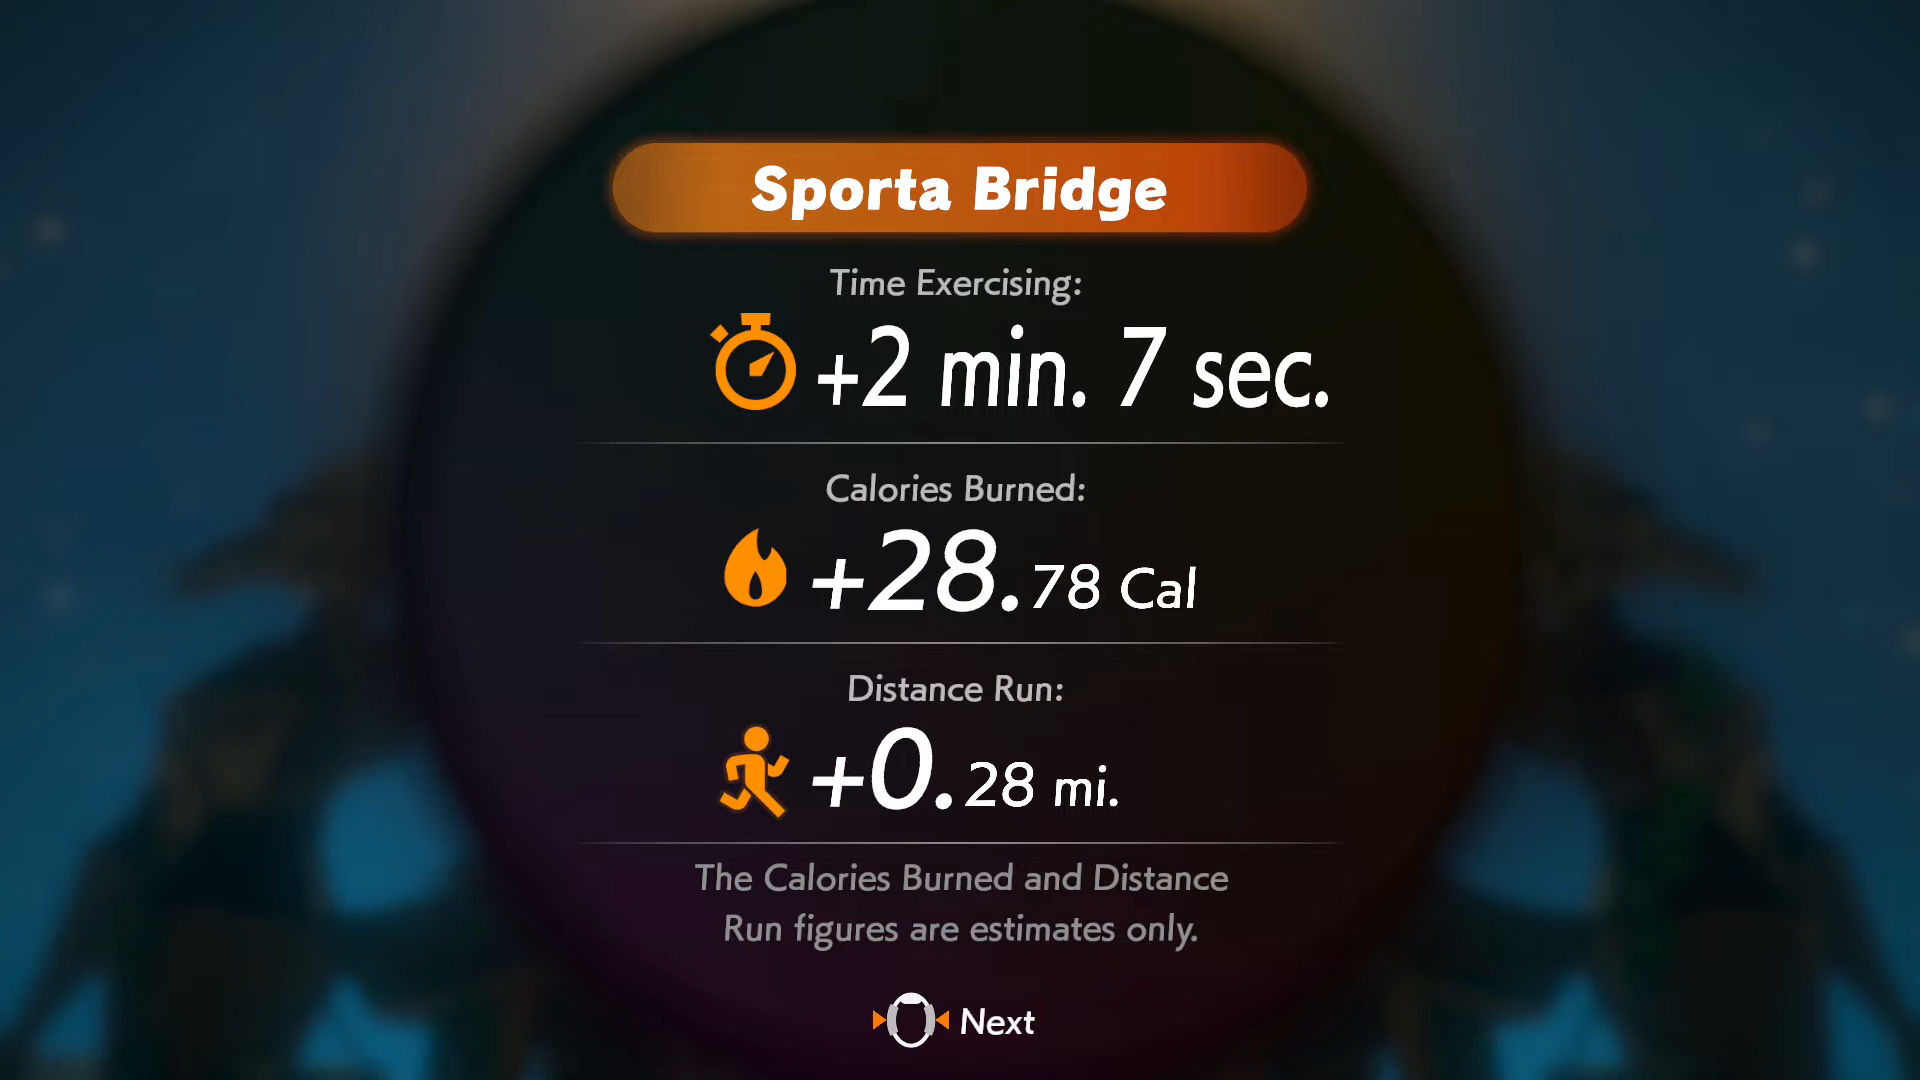 Sporta Bridge
Time Exercising:
+2 min. 7 sec.
Calories Burned:
+28.78 Cal
Distance Run:
+0.28 mi.
The Calories Burned and Distance
Run figures are estimates only.
Next